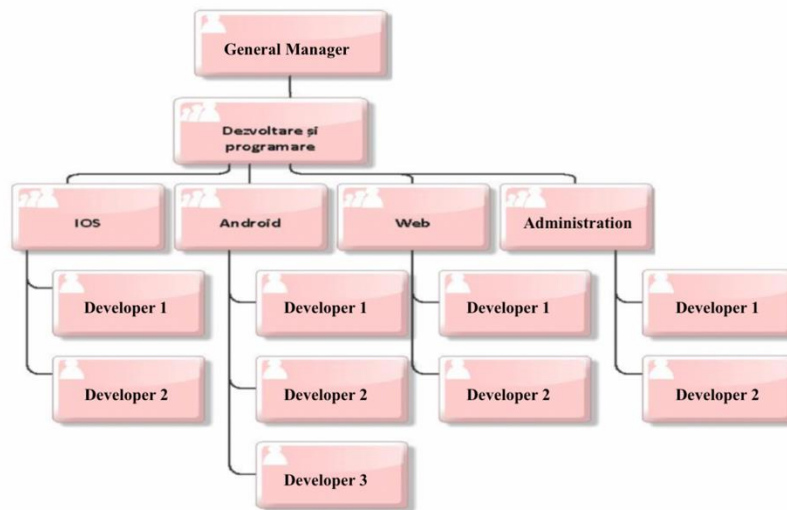 General Manager
Dezvoltare și
programare
IOS
Android
Web
Administration
Developer 1
Developer 1
Developer 1
Developer 1
Developer 2
Developer 2
Developer 2
Developer 2
Developer 3